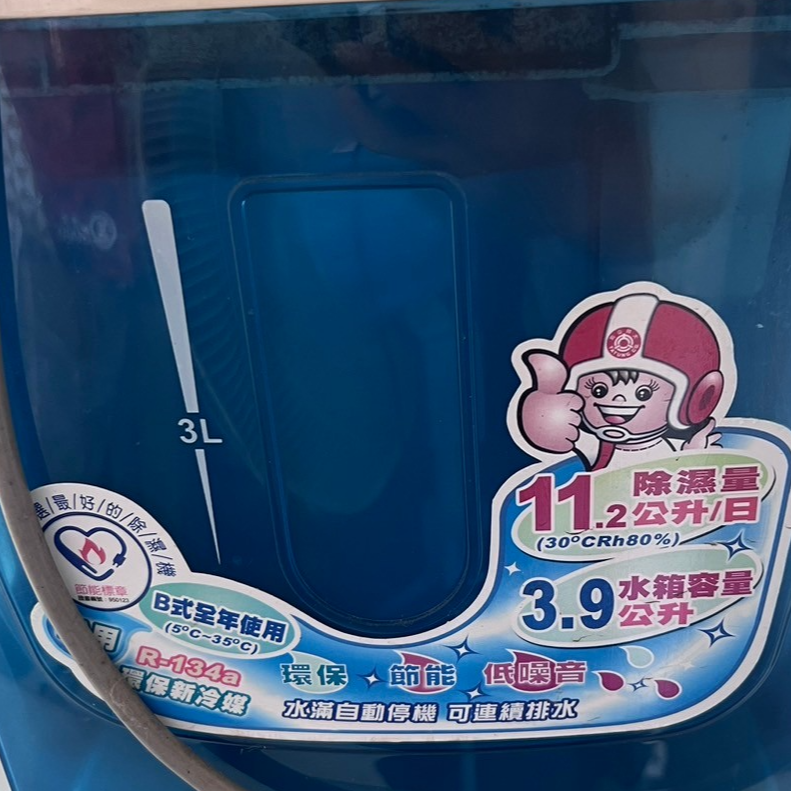 3L
除濕量
11.2公升/日
(30°CRh80%)
水箱容量
3.9公升
選/最/好/的/除/濕/機
節能標章
B式全年使用
(5°C~35°C)
用
R-134a
環保新冷媒
環保 節能 低噪音
水滿自動停機 可連續排水